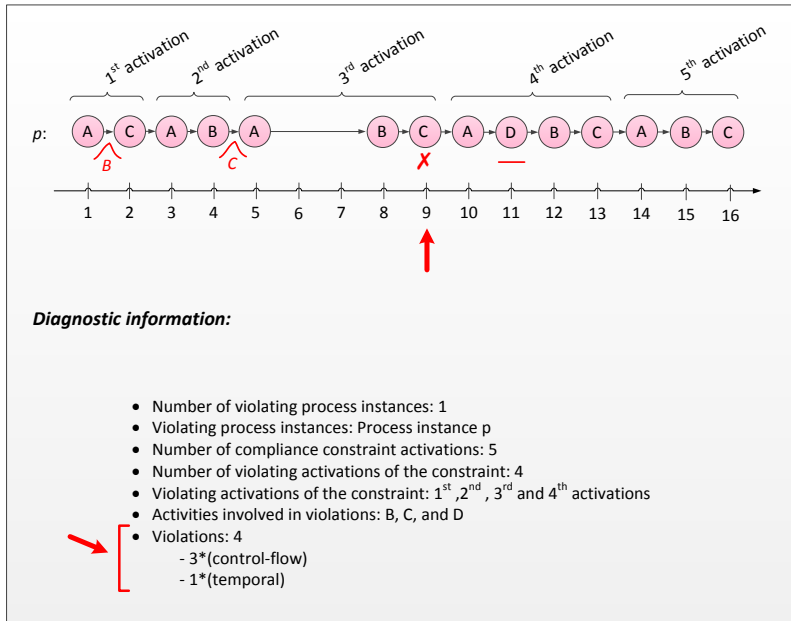 1st activation 2nd activation 3rd activation 4th activation 5th activation
p: A C A B A B C A D B C A B C
B C ✗
1 2 3 4 5 6 7 8 9 10 11 12 13 14 15 16
Diagnostic information:
• Number of violating process instances: 1
• Violating process instances: Process instance p
• Number of compliance constraint activations: 5
• Number of violating activations of the constraint: 4
• Violating activations of the constraint: 1st ,2nd , 3rd and 4th activations
• Activities involved in violations: B, C, and D
• Violations: 4
- 3*(control-flow)
- 1*(temporal)